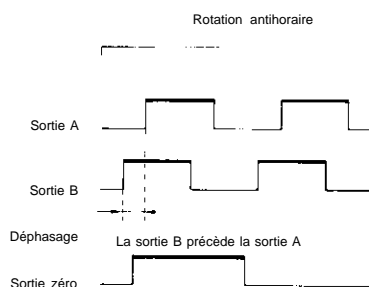 Rotation antihoraire
Sortie A
Sortie B
Déphasage
La sortie B précède la sortie A
Sortie zéro